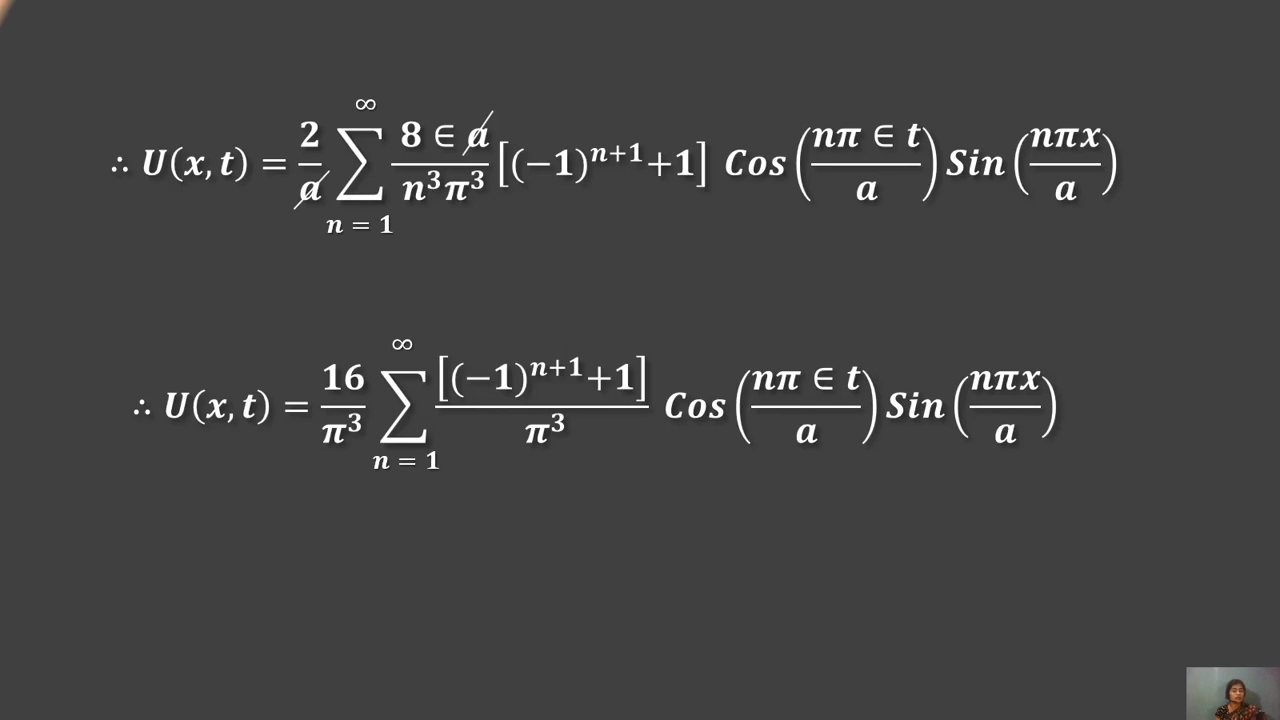 ∴ U(x, t) = 2/a ∑_{n = 1}^{∞} (8 ∈ a)/(n³π³) [(−1)ⁿ⁺¹+1] Cos(nπ ∈ t / a) Sin(nπx / a)
∴ U(x, t) = 16/π³ ∑_{n = 1}^{∞} [(−1)ⁿ⁺¹+1]/π³ Cos(nπ ∈ t / a) Sin(nπx / a)